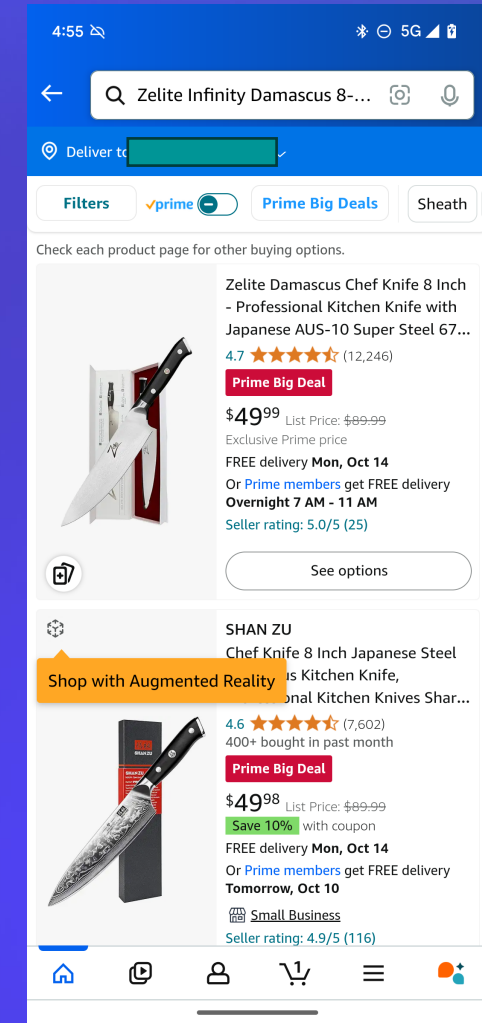 4:55
5G
Zelite Infinity Damascus 8-...
Deliver to
Filters
prime
Prime Big Deals
Sheath
Check each product page for other buying options.
Zelite Damascus Chef Knife 8 Inch
- Professional Kitchen Knife with
Japanese AUS-10 Super Steel 67...
4.7 (12,246)
Prime Big Deal
$49.99 List Price: $89.99
Exclusive Prime price
FREE delivery Mon, Oct 14
Or Prime members get FREE delivery
Overnight 7 AM - 11 AM
Seller rating: 5.0/5 (25)
See options
SHAN ZU
Chef Knife 8 Inch Japanese Steel
us Kitchen Knife,
Shop with Augmented Reality
onal Kitchen Knives Shar...
4.6 (7,602)
400+ bought in past month
Prime Big Deal
SHAN ZU
$49.98 List Price: $89.99
Save 10% with coupon
FREE delivery Mon, Oct 14
Or Prime members get FREE delivery
Tomorrow, Oct 10
Small Business
Seller rating: 4.9/5 (116)
1